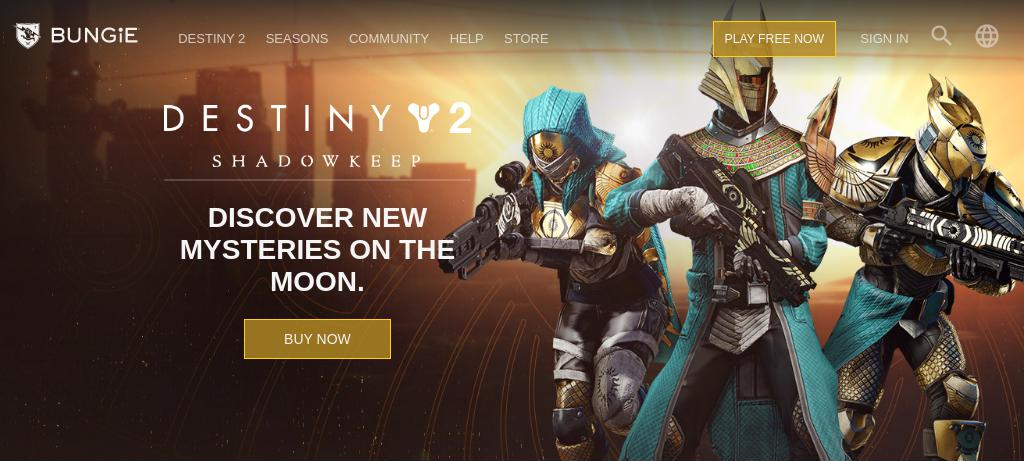 BUNGiE
DESTINY 2 SEASONS COMMUNITY HELP STORE
PLAY FREE NOW
SIGN IN
DESTINY 2
SHADOWKEEP
DISCOVER NEW
MYSTERIES ON THE
MOON.
BUY NOW